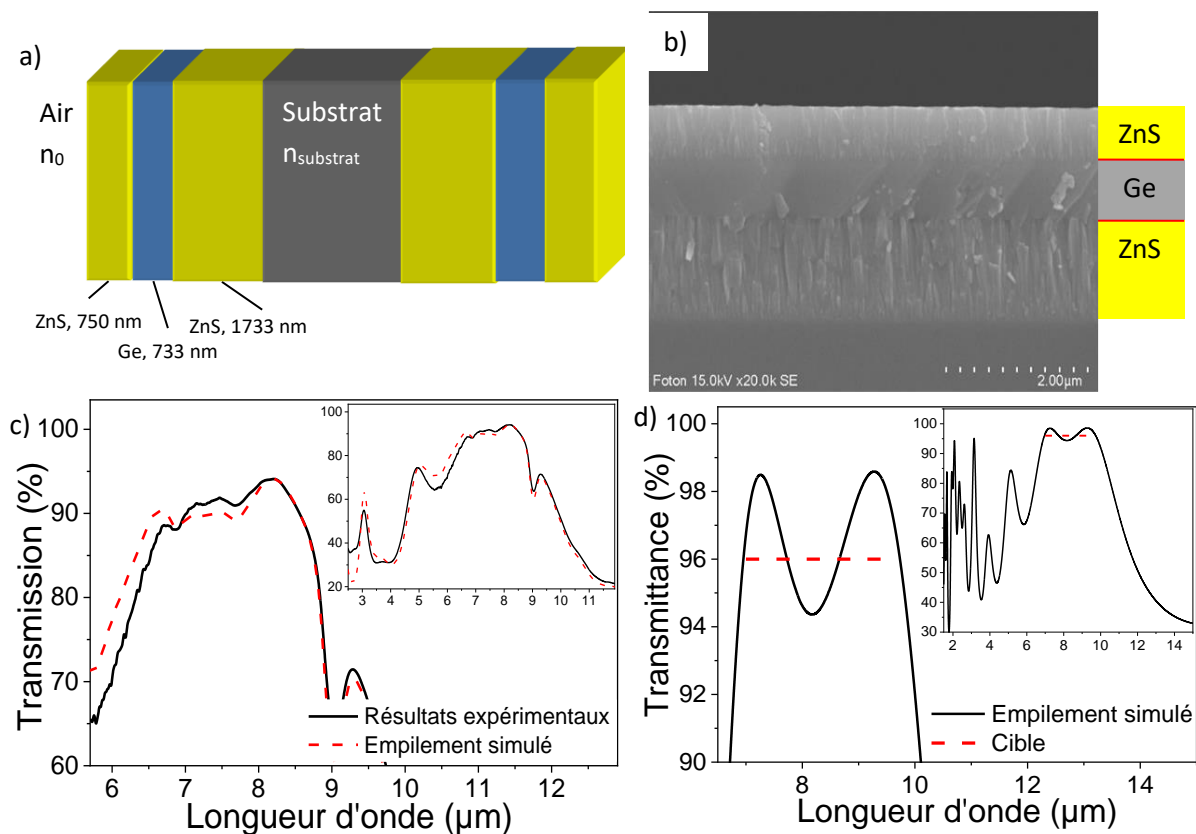 a)
Air
n₀
Substrat
n_substrat
ZnS, 750 nm
Ge, 733 nm
ZnS, 1733 nm
b)
ZnS
Ge
ZnS
Foton 15.0kV x20.0k SE
2.00µm
c)
Transmission (%)
100
90
80
70
60
6 7 8 9 10 11 12 13
Longueur d'onde (µm)
100
80
60
40
20
3 4 5 6 7 8 9 10 11
Résultats expérimentaux
Empilement simulé
d)
Transmittance (%)
100
98
96
94
92
90
8 10 12 14
Longueur d'onde (µm)
100
90
80
70
60
50
40
30
2 4 6 8 10 12 14
Empilement simulé
Cible